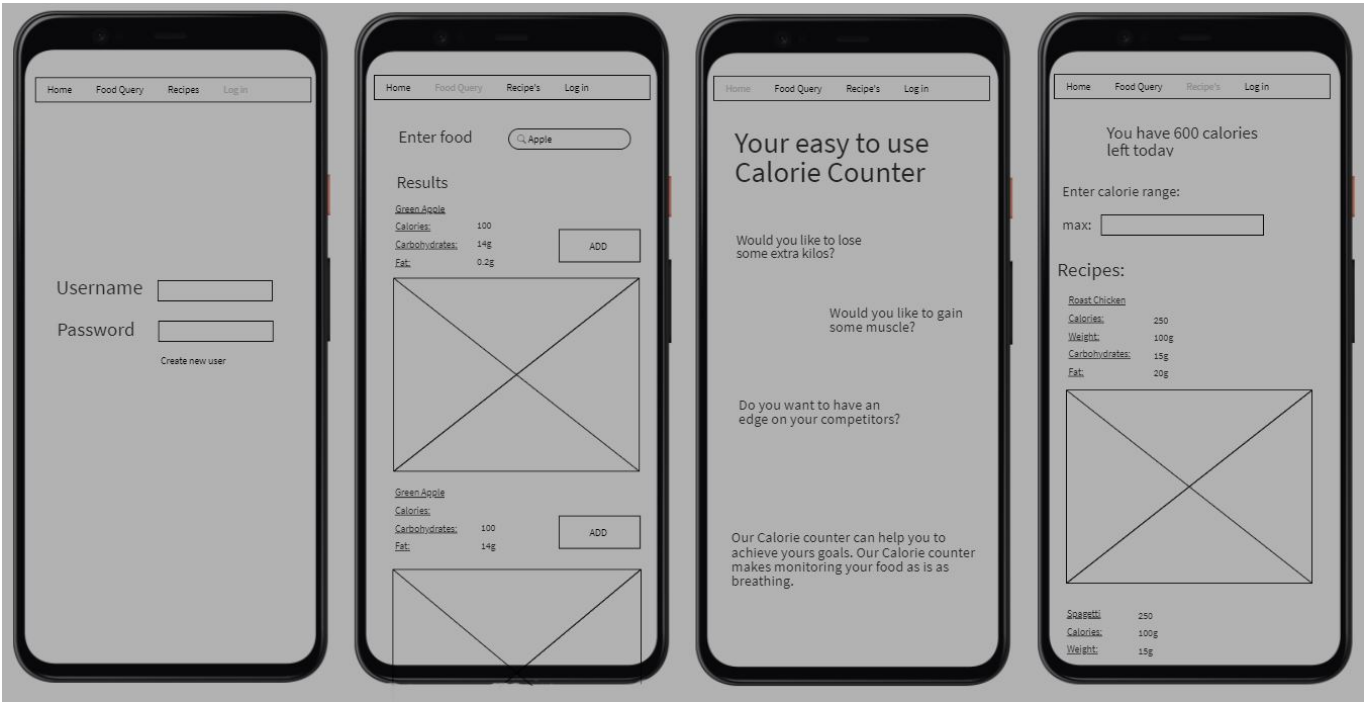 Home Food Query Recipes Log in
Username
Password
Create new user
Home Food Query Recipe's Log in
Enter food Apple
Results
Green Apple
Calories: 100
Carbohydrates: 14g
Fat: 0.2g
ADD
Green Apple
Calories:
Carbohydrates: 100
Fat: 14g
ADD
Home Food Query Recipe's Log in
Your easy to use
Calorie Counter
Would you like to lose
some extra kilos?
Would you like to gain
some muscle?
Do you want to have an
edge on your competitors?
Our Calorie counter can help you to
achieve yours goals. Our Calorie counter
makes monitoring your food as is as
breathing.
Home Food Query Recipe's Log in
You have 600 calories
left today
Enter calorie range:
max:
Recipes:
Roast Chicken
Calories: 250
Weight: 100g
Carbohydrates: 15g
Fat: 20g
Spagetti 250
Calories: 100g
Weight: 15g